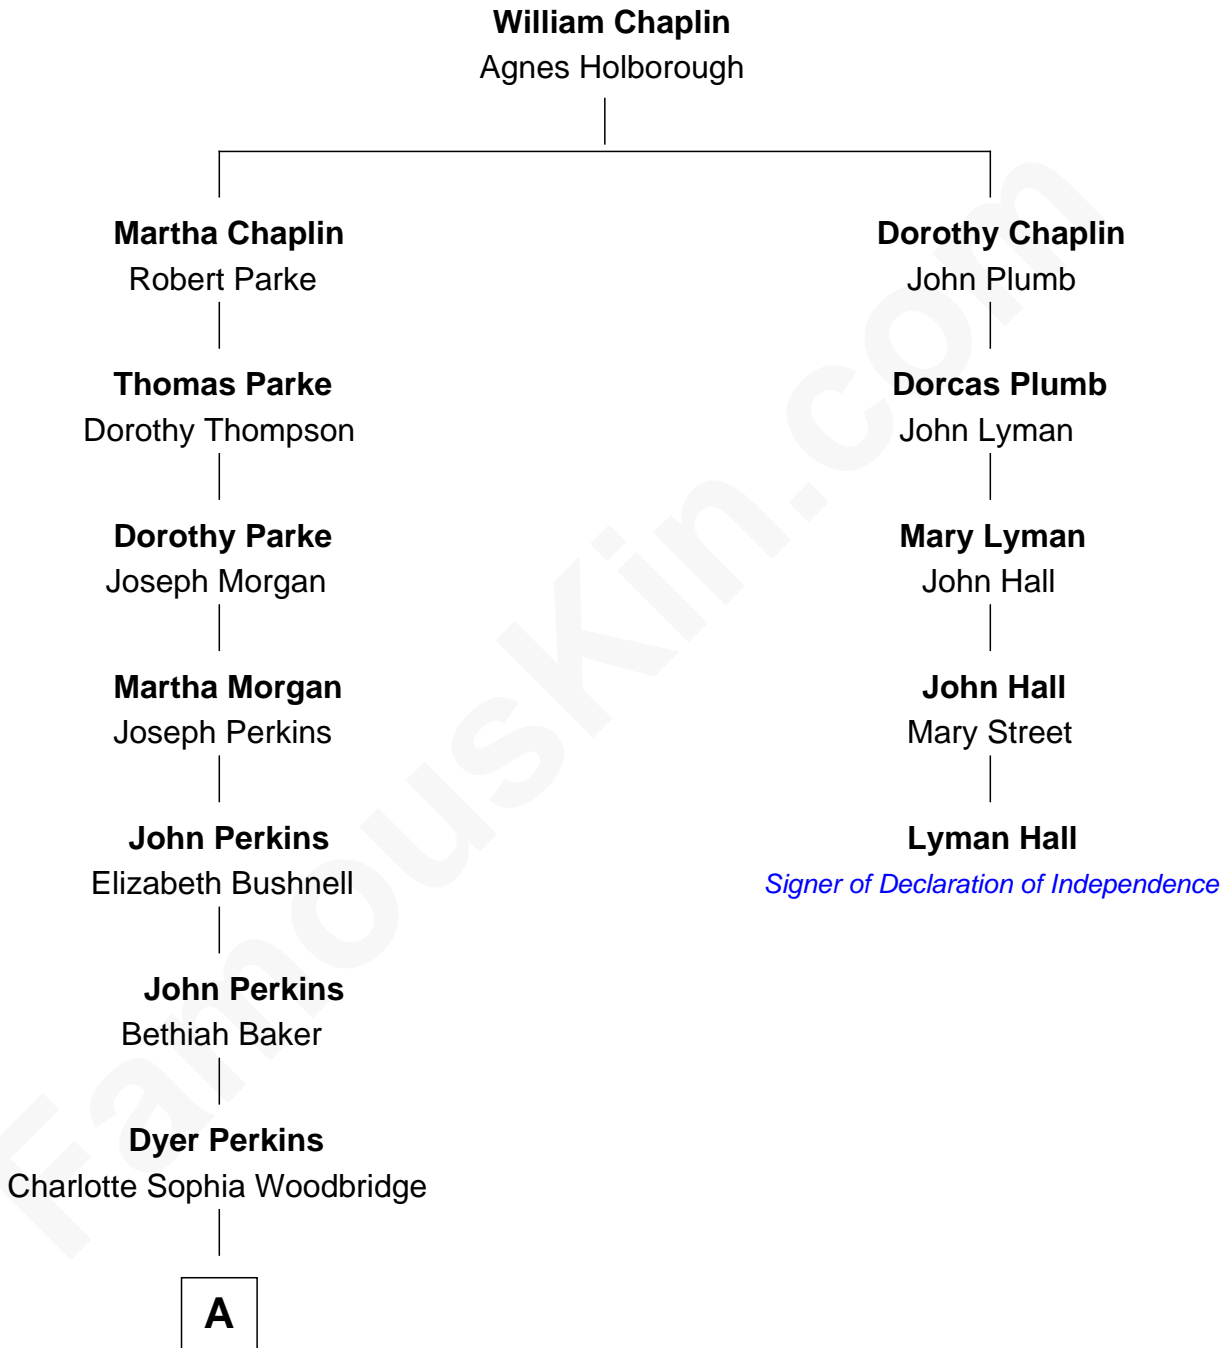 William Chaplin
Agnes Holborough
Martha Chaplin
Robert Parke
Thomas Parke
Dorothy Thompson
Dorothy Parke
Joseph Morgan
Martha Morgan
Joseph Perkins
John Perkins
Elizabeth Bushnell
John Perkins
Bethiah Baker
Dyer Perkins
Charlotte Sophia Woodbridge
A
Dorothy Chaplin
John Plumb
Dorcas Plumb
John Lyman
Mary Lyman
John Hall
John Hall
Mary Street
Lyman Hall
Signer of Declaration of Independence
FamousKin.com